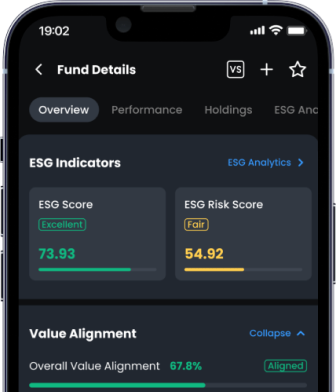 19:02
Fund Details VS
Overview Performance Holdings ESG Ana
ESG Indicators ESG Analytics >
ESG Score ESG Risk Score
Excellent Fair
73.93 54.92
Value Alignment Collapse
Overall Value Alignment 67.8% Aligned